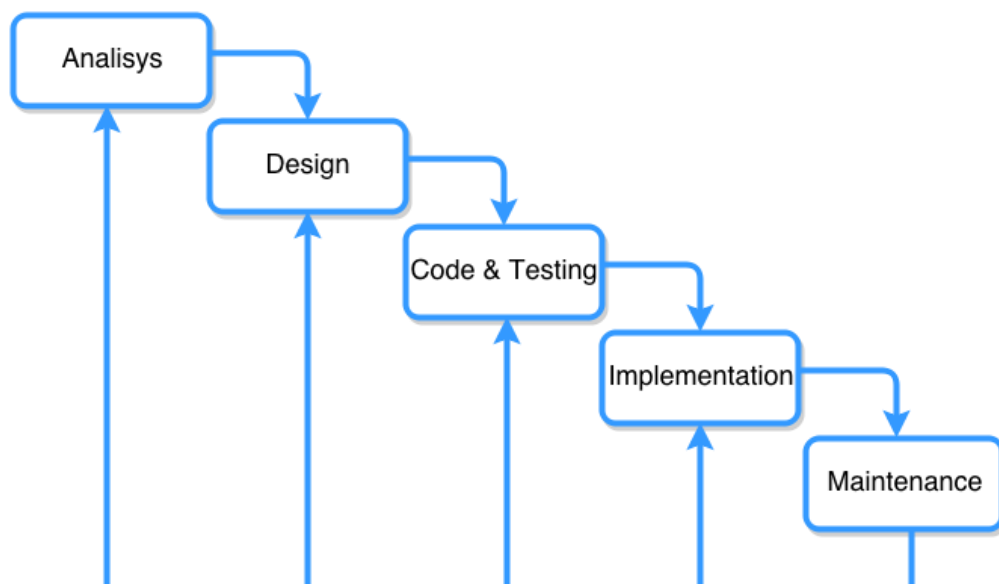 Analisys
Design
Code & Testing
Implementation
Maintenance